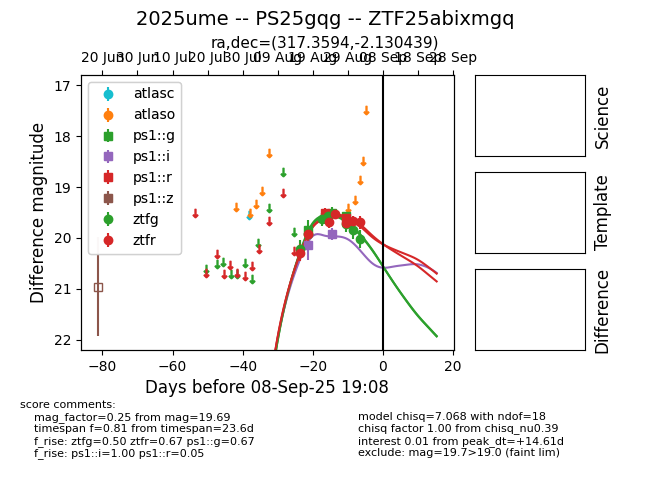 2025ume -- PS25gqg -- ZTF25abixmgq
ra,dec=(317.3594,-2.130439)
20 Jun 30 Jun 10 Jul 20 Jul 30 Jul 09 Aug 19 Aug 29 Aug 08 Sep 18 Sep 28 Sep
17
18
19
20
21
22
Difference magnitude
atlasc
atlaso
ps1::g
ps1::i
ps1::r
ps1::z
ztfg
ztfr
−80 −60 −40 −20 0 20
Days before 08-Sep-25 19:08
Science
Template
Difference
score comments:
mag_factor=0.25 from mag=19.69
timespan f=0.81 from timespan=23.6d
f_rise: ztfg=0.50 ztfr=0.67 ps1::g=0.67
f_rise: ps1::i=1.00 ps1::r=0.05
model chisq=7.068 with ndof=18
chisq factor 1.00 from chisq_nu0.39
interest 0.01 from peak_dt=+14.61d
exclude: mag=19.7>19.0 (faint lim)